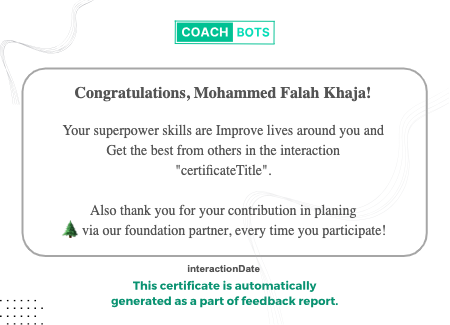 COACH BOTS
Congratulations, Mohammed Falah Khaja!
Your superpower skills are Improve lives around you and
Get the best from others in the interaction
"certificateTitle".
Also thank you for your contribution in planing
🌲 via our foundation partner, every time you participate!
interactionDate
This certificate is automatically
generated as a part of feedback report.